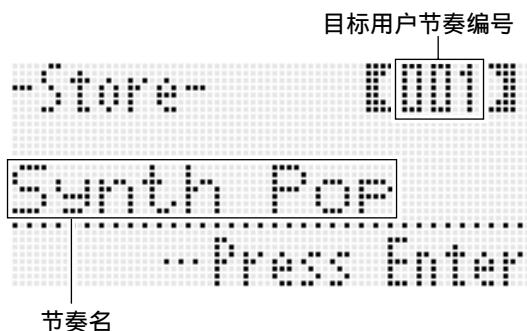 目标用户节奏编号
-Store- 【001】
Synth Pop
…Press Enter
节奏名